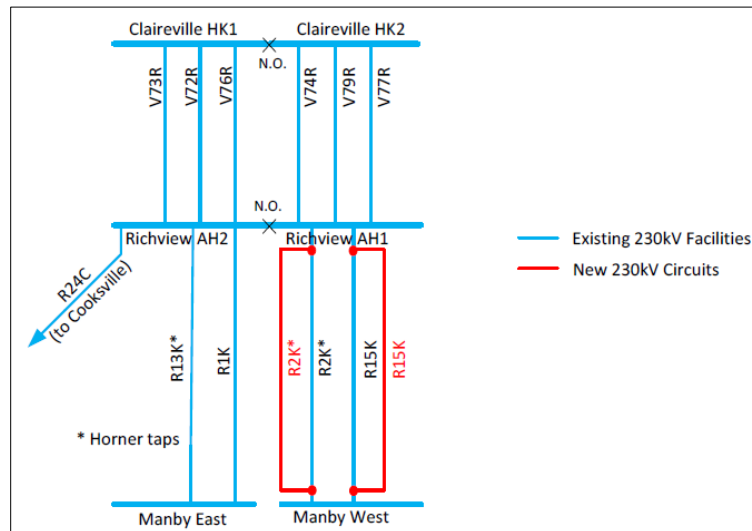 Claireville HK1
Claireville HK2
N.O.
V73R
V72R
V76R
V74R
V79R
V77R
N.O.
Richview AH2
Richview AH1
Existing 230kV Facilities
New 230kV Circuits
R24C
(to Cooksville)
R13K*
R1K
R2K*
R2K*
R15K
R15K
* Horner taps
Manby East
Manby West